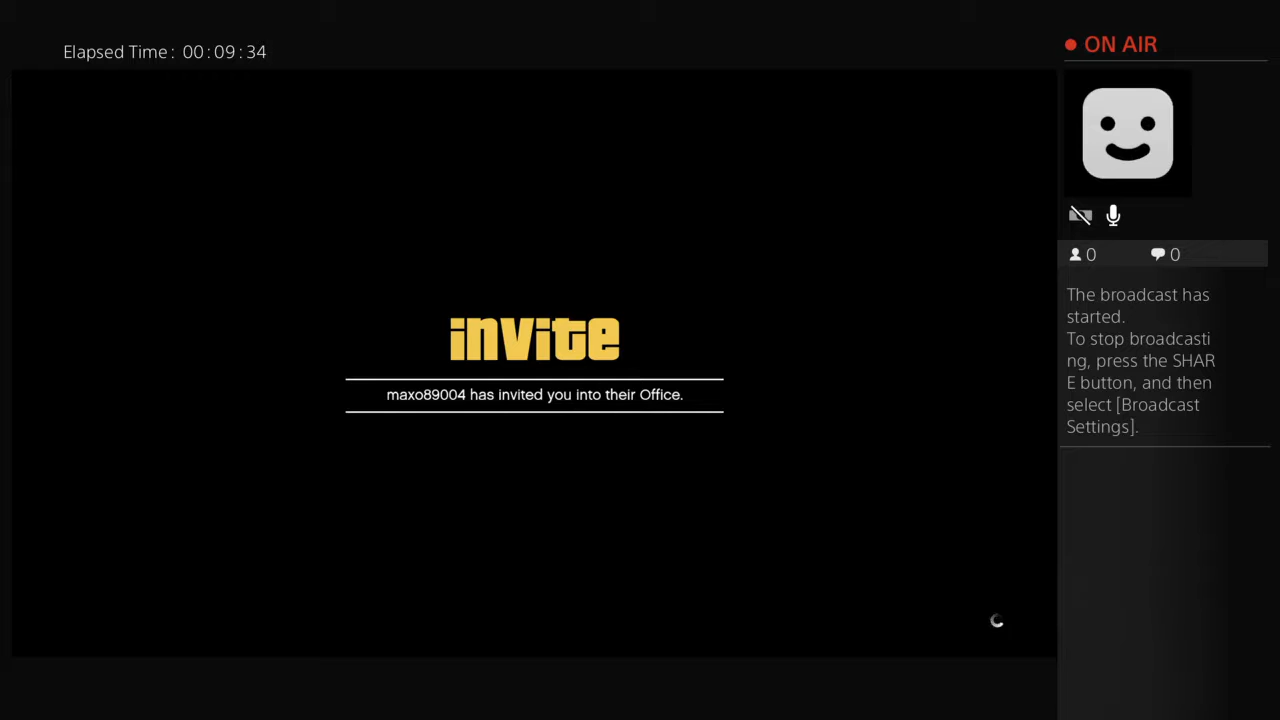 Elapsed Time: 00:09:34
ON AIR
0 0
The broadcast has
started.
To stop broadcasti
ng, press the SHAR
E button, and then
select [Broadcast
Settings].
invite
maxo89004 has invited you into their Office.